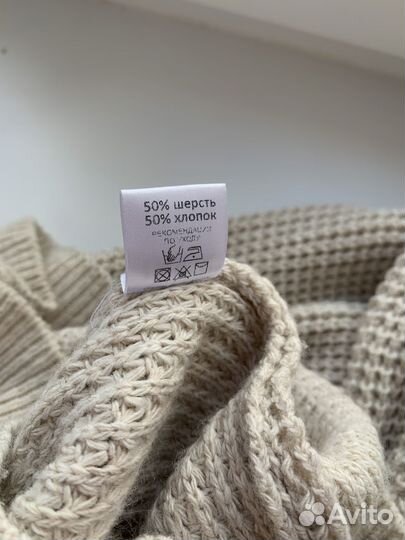 50% шерсть
50% хлопок
РЕКОМЕНДАЦИИ
ПО УХОДУ
Avito